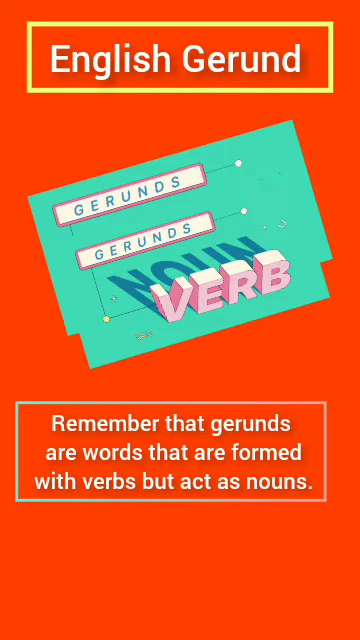 English Gerund
GERUNDS
GERUNDS
NOUN
VERB
Remember that gerunds
are words that are formed
with verbs but act as nouns.